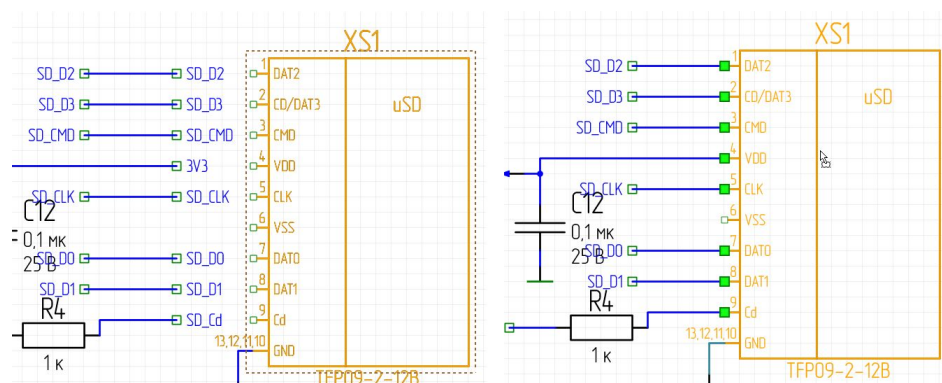 XS1
SD_D2
SD_D2
1
DAT2
SD_D3
SD_D3
2
CD/DAT3
uSD
SD_CMD
SD_CMD
3
CMD
3V3
4
VDD
SD_CLK
SD_CLK
5
CLK
C12
0,1 мк
25 В
6
VSS
SD_D0
SD_D0
7
DAT0
SD_D1
SD_D1
8
DAT1
R4
1 к
SD_Cd
9
Cd
13,12,11,10
GND
TFP09-2-12B
XS1
SD_D2
1
DAT2
SD_D3
2
CD/DAT3
uSD
SD_CMD
3
CMD
4
VDD
SD_CLK
5
CLK
C12
0,1 мк
25 В
6
VSS
SD_D0
7
DAT0
SD_D1
8
DAT1
R4
1 к
9
Cd
13,12,11,10
GND
TFP09-2-12B